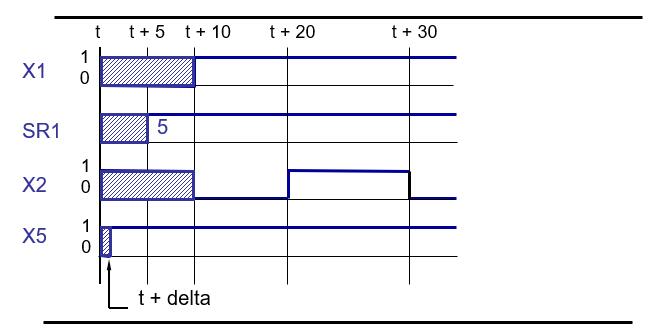 t t + 5 t + 10 t + 20 t + 30
X1 1
0
SR1 5
X2 1
0
X5 1
0
t + delta